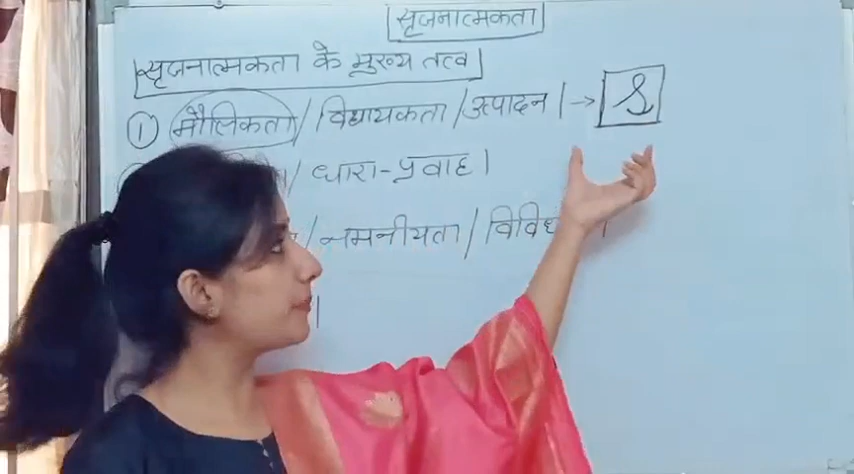 सृजनात्मकता
सृजनात्मकता के मुख्य तत्व
① मौलिकता / विधायकता / उत्पादन | →
/ धारा-प्रवाह |
/ नमनीयता / विविध
|